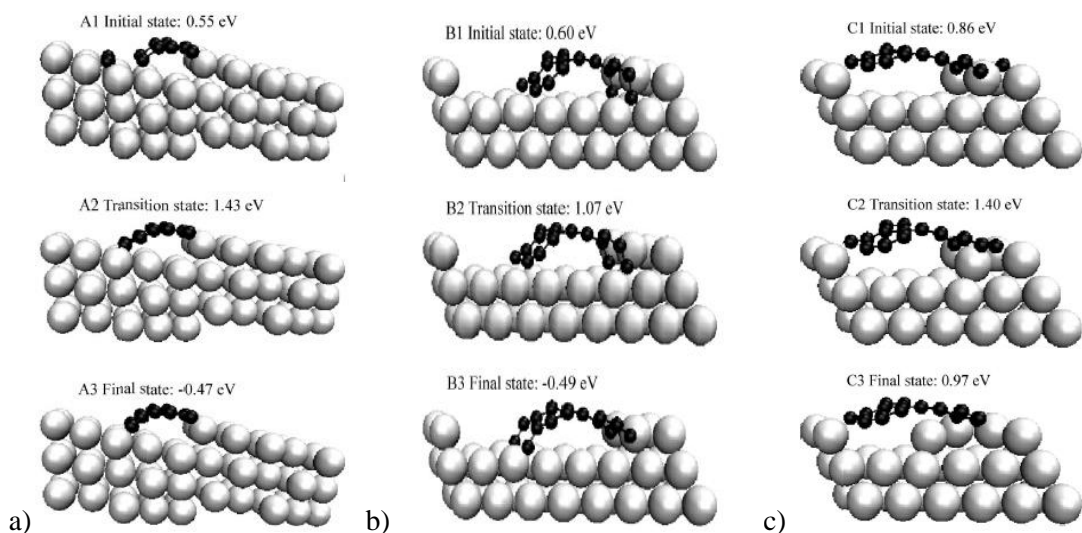 A1 Initial state: 0.55 eV
B1 Initial state: 0.60 eV
C1 Initial state: 0.86 eV
A2 Transition state: 1.43 eV
B2 Transition state: 1.07 eV
C2 Transition state: 1.40 eV
A3 Final state: -0.47 eV
B3 Final state: -0.49 eV
C3 Final state: 0.97 eV
a)
b)
c)